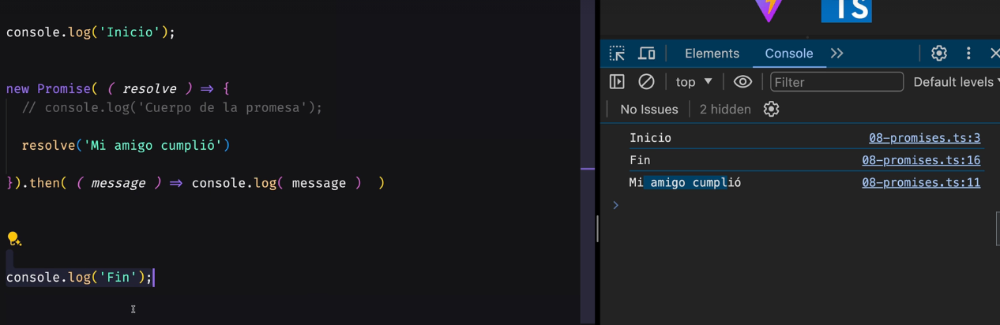 console.log('Inicio');
new Promise( ( resolve ) => {
// console.log('Cuerpo de la promesa');
resolve('Mi amigo cumplió')
}).then( ( message ) => console.log( message ) )
console.log('Fin');
TS
Elements Console
top Filter Default levels
No Issues 2 hidden
Inicio 08-promises.ts:3
Fin 08-promises.ts:16
Mi amigo cumplió 08-promises.ts:11